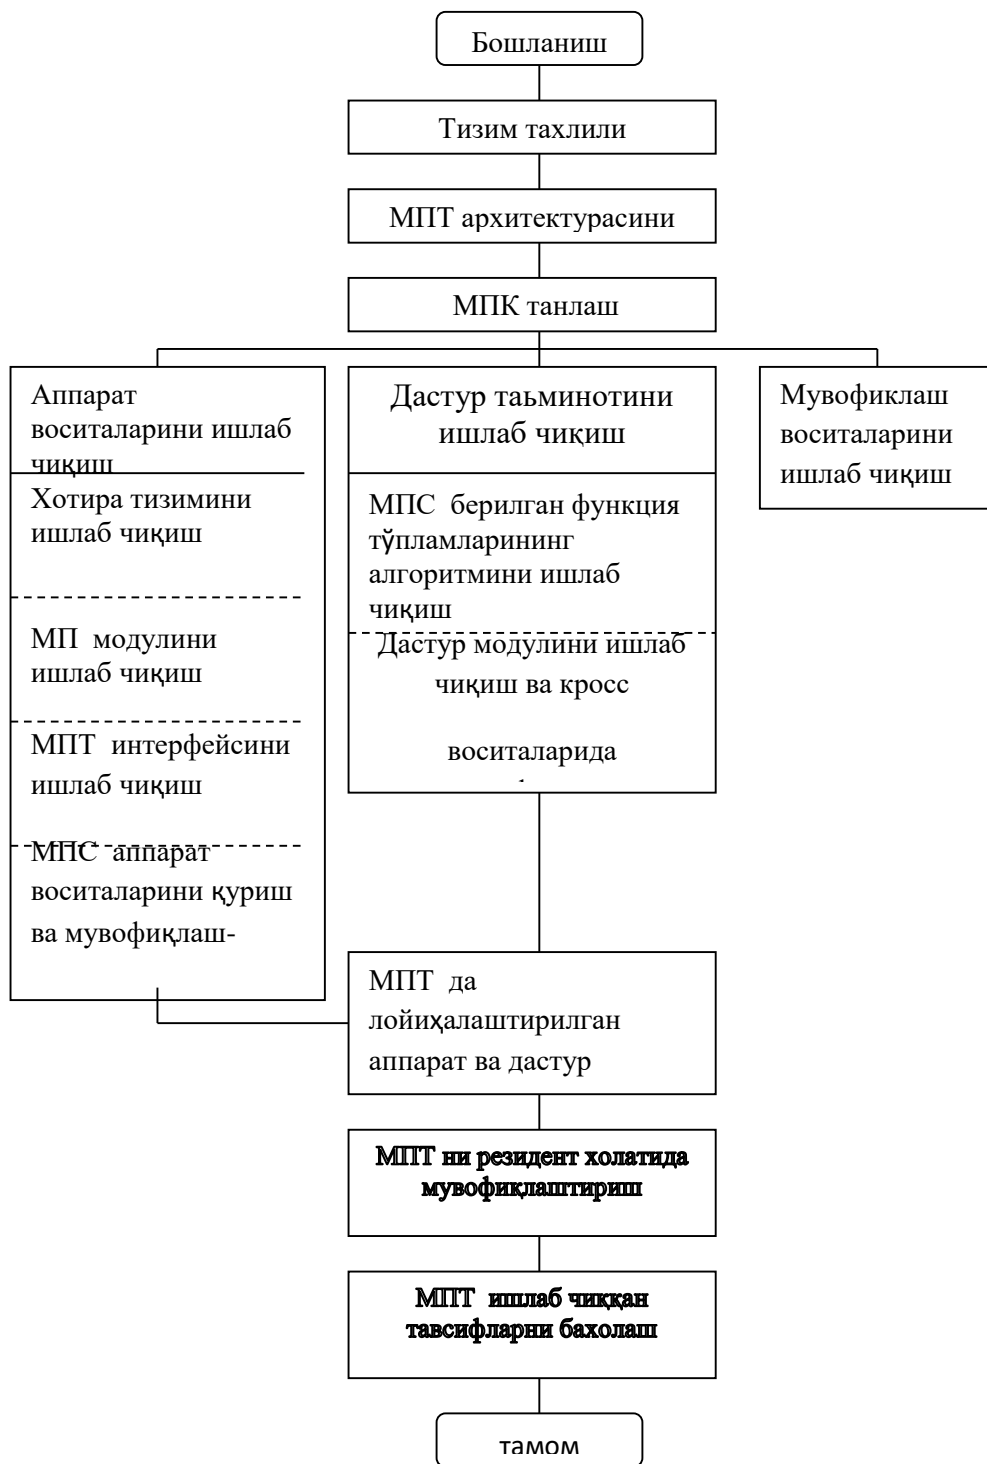 Бошланиш
Тизим тахлили
МПТ архитектурасини
МПК танлаш
Аппарат
воситаларини ишлаб
чиқиш
Хотира тизимини
ишлаб чиқиш
МП модулини
ишлаб чиқиш
МПТ интерфейсини
ишлаб чиқиш
МПС аппарат
воситаларини қуриш
ва мувофиқлаш-
Дастур таьминотини
ишлаб чиқиш
МПС берилган функция
тўпламларининг
алгоритмини ишлаб
чиқиш
Дастур модулини ишлаб
чиқиш ва кросс
воситаларида
Мувофиклаш
воситаларини
ишлаб чиқиш
МПТ да
лойиҳалаштирилган
аппарат ва дастур
МПТ ни резидент холатида
мувофиқлаштириш
МПТ ишлаб чиққан
тавсифларни бахолаш
тамом